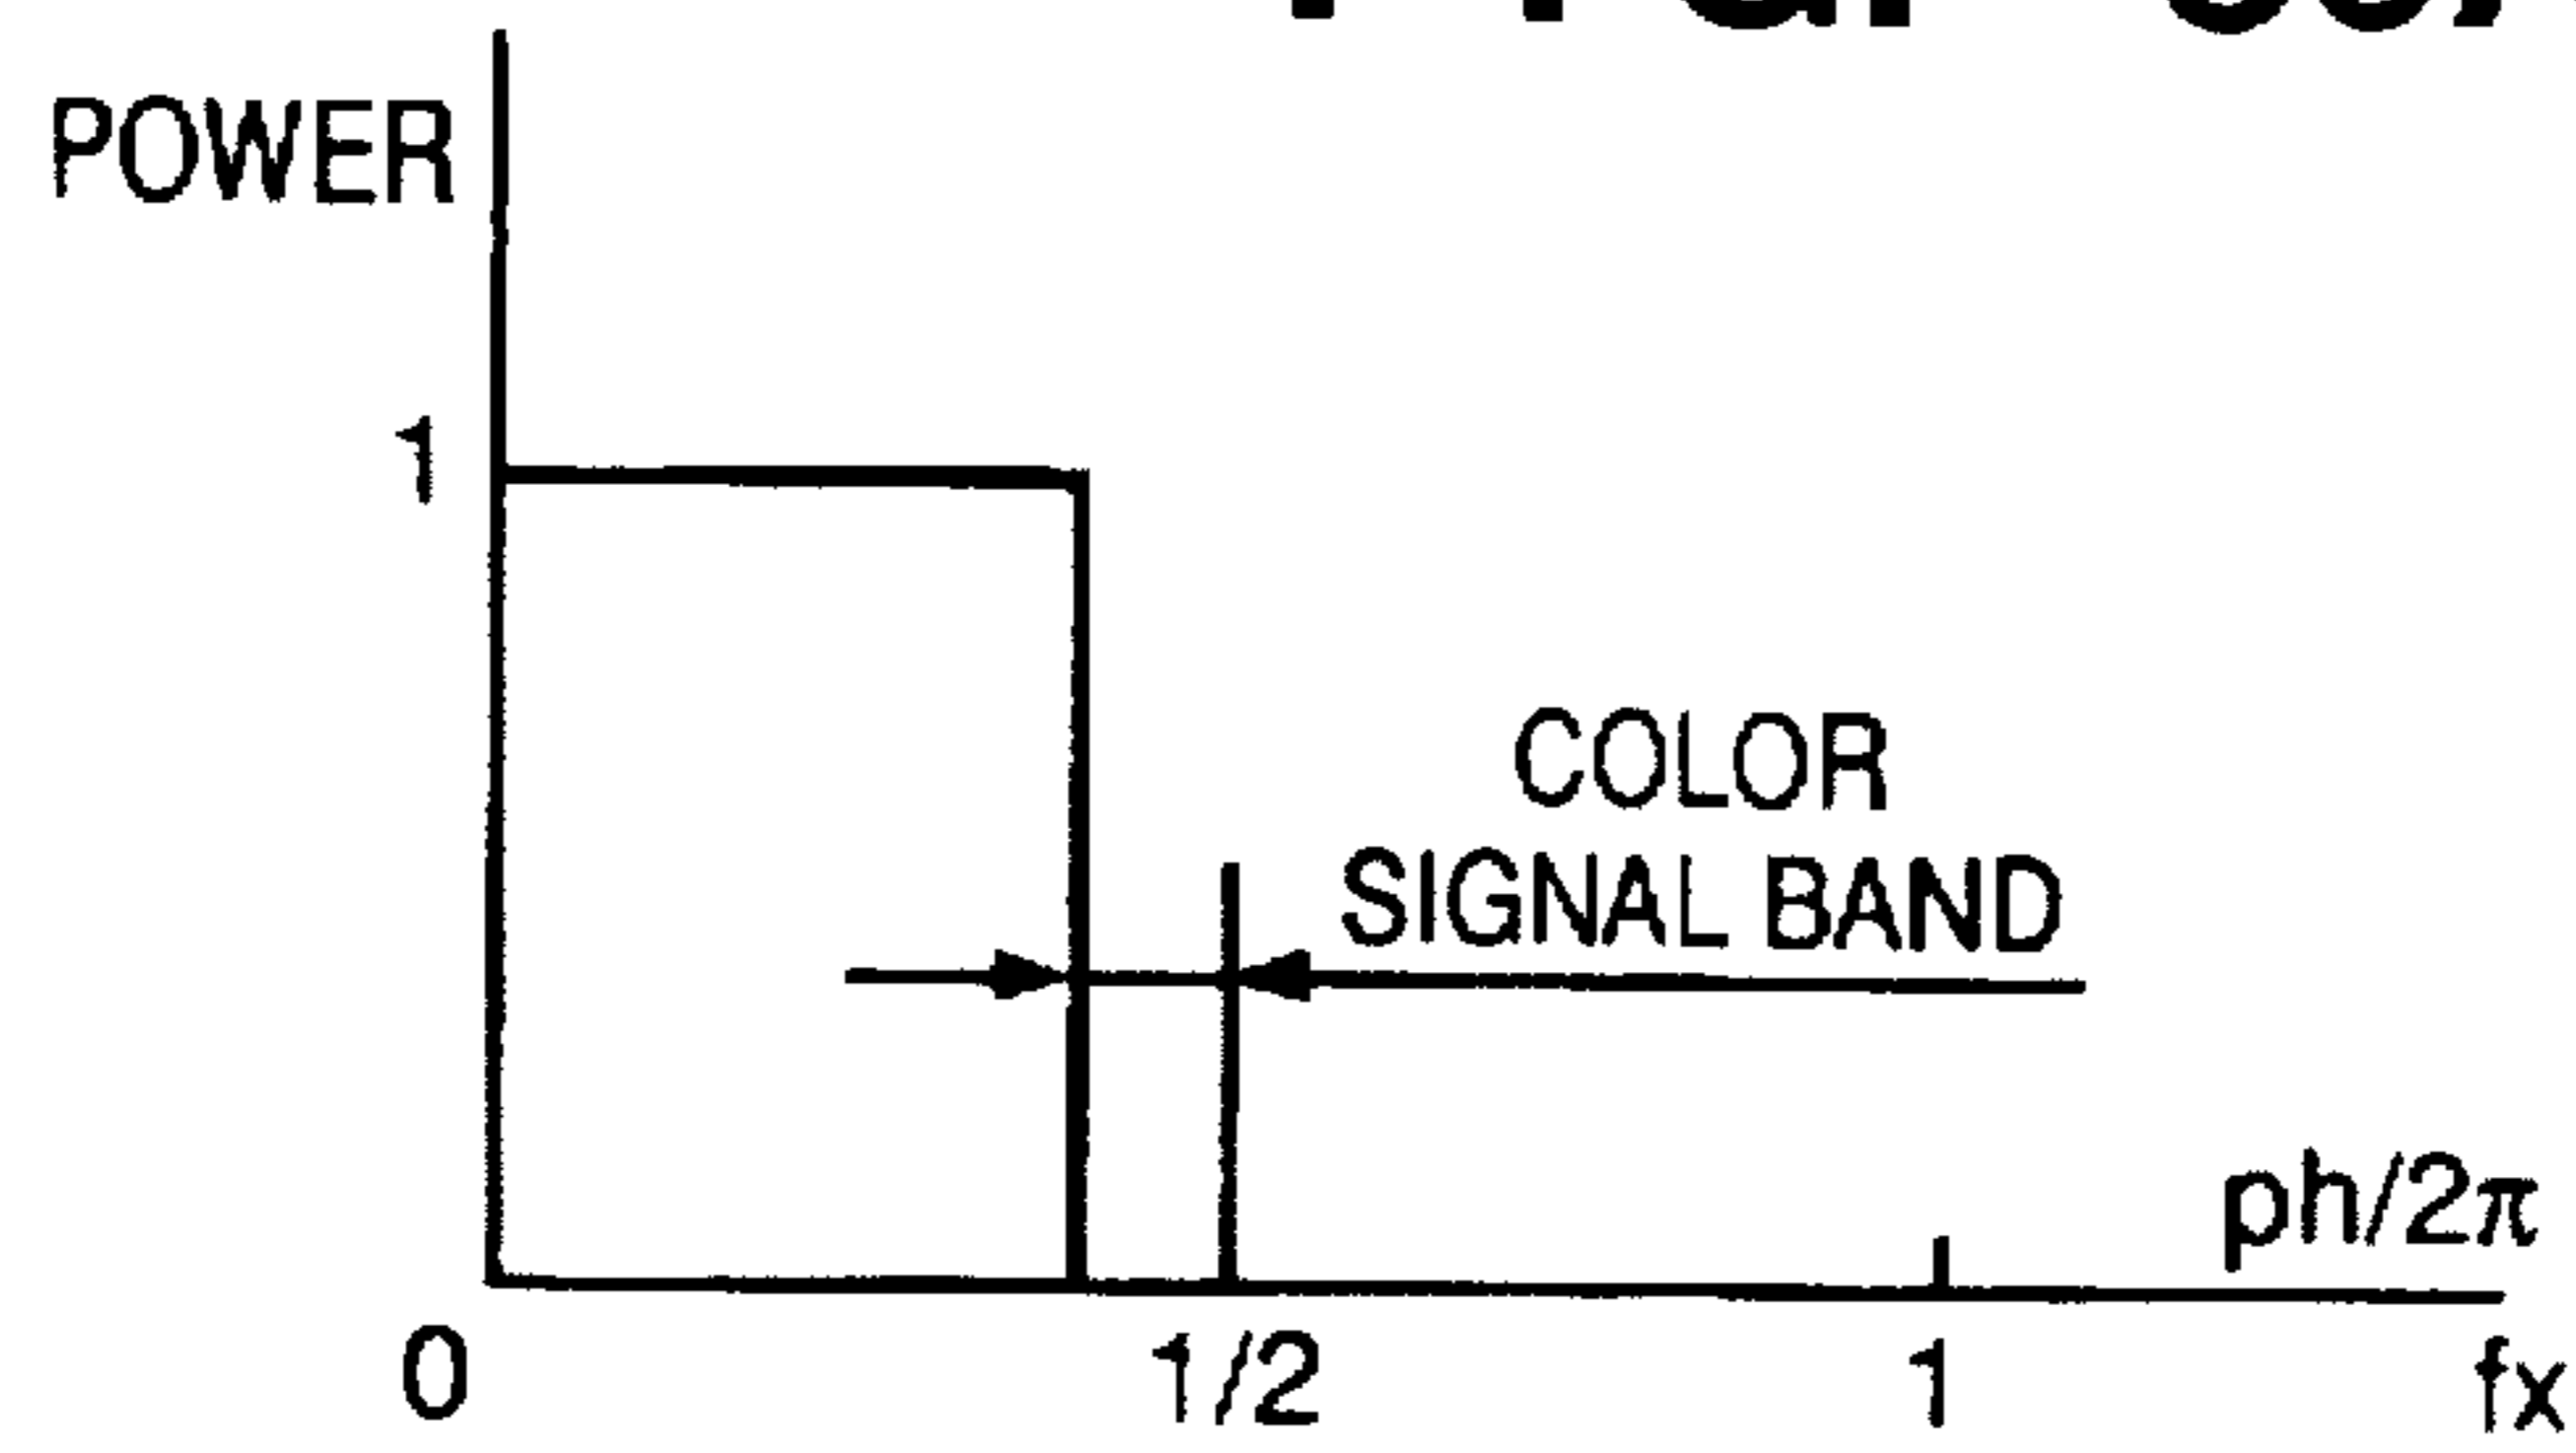 POWER
1
COLOR
SIGNAL BAND
ph/2π
0
1/2
1
fx